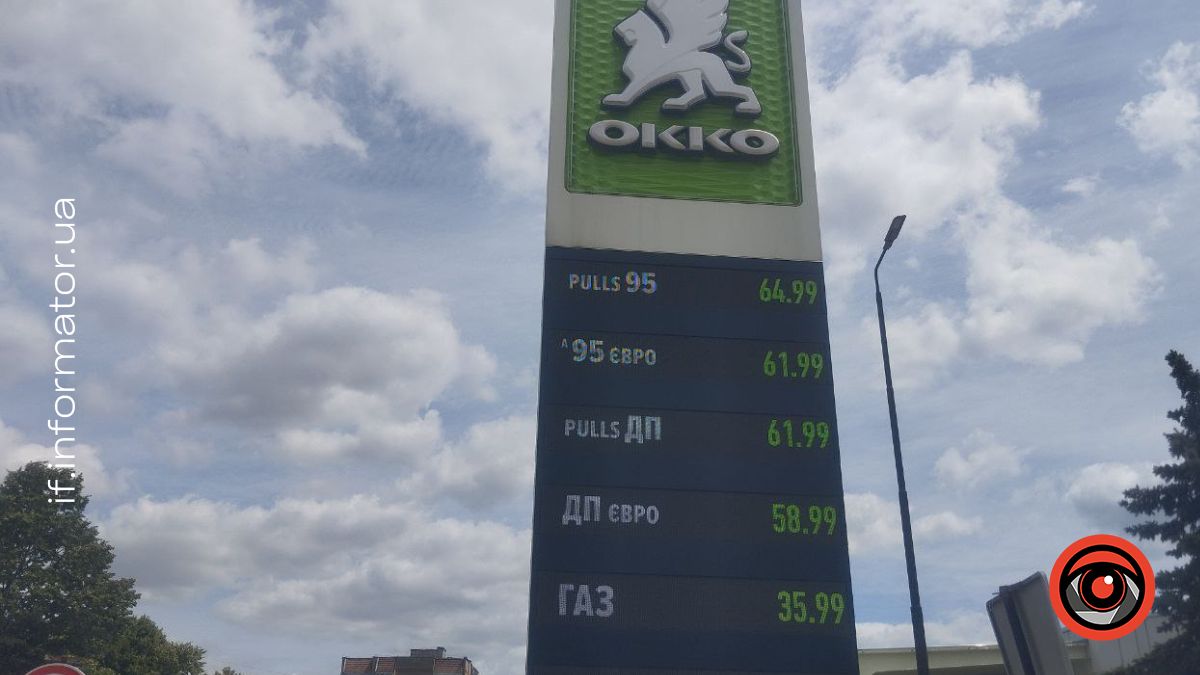 OKKO
PULLS 95 64.99
А 95 ЄВРО 61.99
PULLS ДП 61.99
ДП ЄВРО 58.99
ГАЗ 35.99
if.informator.ua